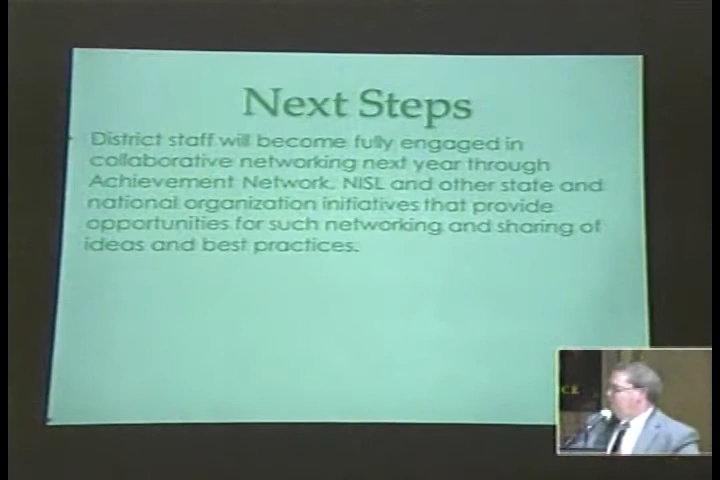 Next Steps
District staff will become fully engaged in
collaborative networking next year through
Achievement Network, NISL and other state and
national organization initiatives that provide
opportunities for such networking and sharing of
ideas and best practices.
CE